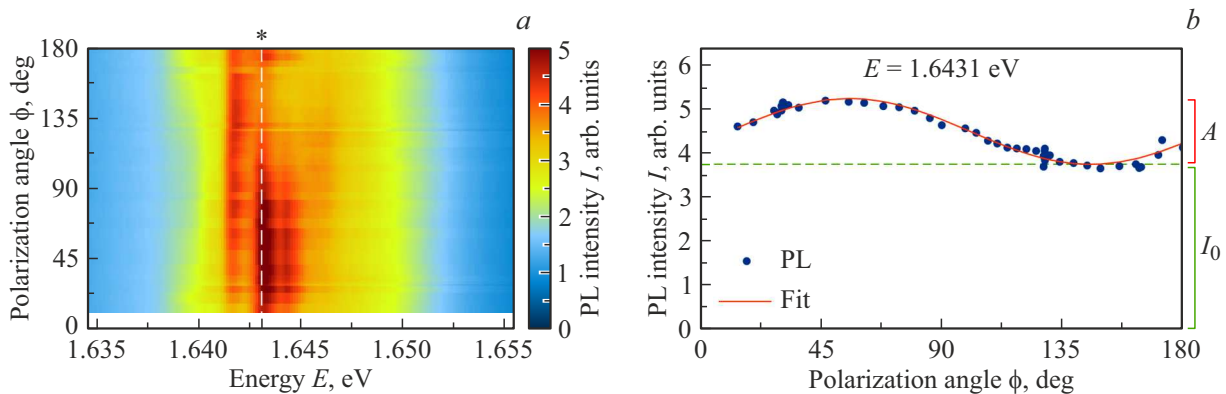 a
*
180
135
90
45
0
Polarization angle ϕ, deg
1.635
1.640
1.645
1.650
1.655
Energy E, eV
5
4
3
2
1
0
PL intensity I, arb. units
b
6
5
4
3
2
1
0
PL intensity I, arb. units
E = 1.6431 eV
PL
Fit
A
I0
0
45
90
135
180
Polarization angle ϕ, deg